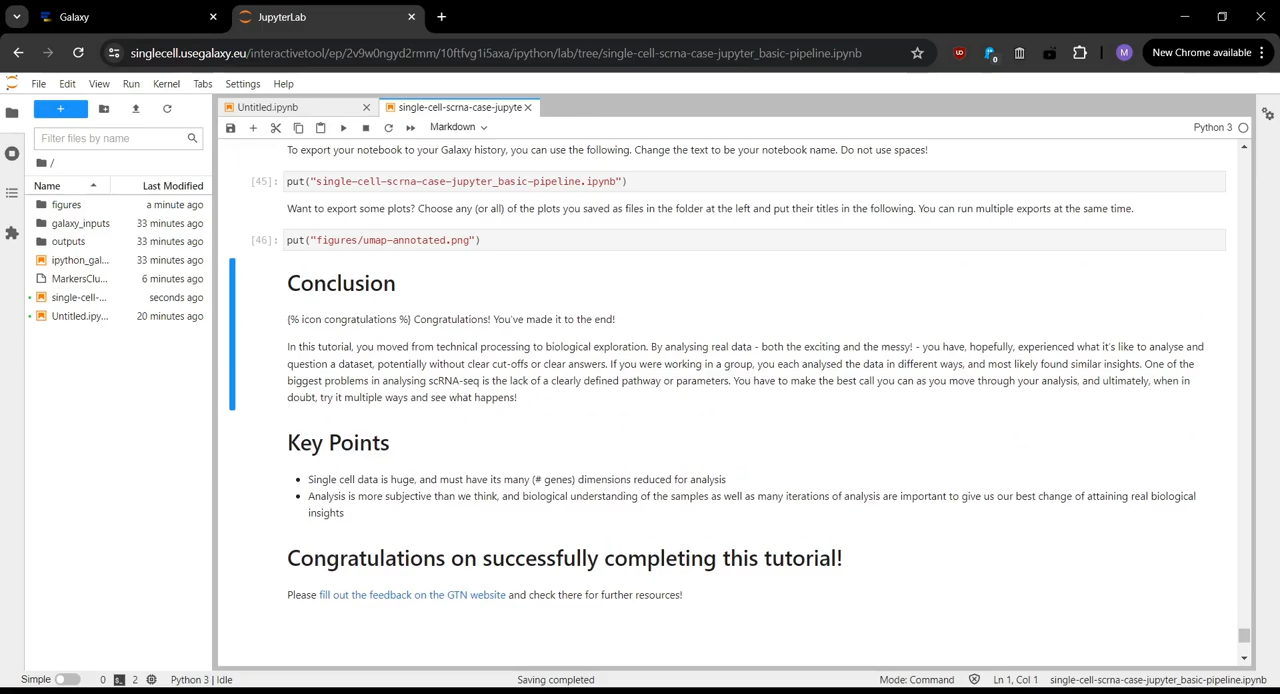 Galaxy
JupyterLab
singlecell.usegalaxy.eu/interactivetool/ep/2v9w0ngyd2rmm/10ftfvg1i5axa/ipython/lab/tree/single-cell-scrna-case-jupyter_basic-pipeline.ipynb
0
M
New Chrome available
File Edit View Run Kernel Tabs Settings Help
Untitled.ipynb
single-cell-scrna-case-jupyte
Markdown
Python 3
Filter files by name
/
Name Last Modified
figures a minute ago
galaxy_inputs 33 minutes ago
outputs 33 minutes ago
ipython_gal... 33 minutes ago
MarkersClu... 6 minutes ago
single-cell-... seconds ago
Untitled.ipy... 20 minutes ago
To export your notebook to your Galaxy history, you can use the following. Change the text to be your notebook name. Do not use spaces!
[45]: put("single-cell-scrna-case-jupyter_basic-pipeline.ipynb")
Want to export some plots? Choose any (or all) of the plots you saved as files in the folder at the left and put their titles in the following. You can run multiple exports at the same time.
[46]: put("figures/umap-annotated.png")
Conclusion
{% icon congratulations %} Congratulations! You've made it to the end!
In this tutorial, you moved from technical processing to biological exploration. By analysing real data - both the exciting and the messy! - you have, hopefully, experienced what it's like to analyse and
question a dataset, potentially without clear cut-offs or clear answers. If you were working in a group, you each analysed the data in different ways, and most likely found similar insights. One of the
biggest problems in analysing scRNA-seq is the lack of a clearly defined pathway or parameters. You have to make the best call you can as you move through your analysis, and ultimately, when in
doubt, try it multiple ways and see what happens!
Key Points
• Single cell data is huge, and must have its many (# genes) dimensions reduced for analysis
• Analysis is more subjective than we think, and biological understanding of the samples as well as many iterations of analysis are important to give us our best change of attaining real biological
insights
Congratulations on successfully completing this tutorial!
Please fill out the feedback on the GTN website and check there for further resources!
Simple 0 2 Python 3 | Idle Saving completed Mode: Command Ln 1, Col 1 single-cell-scrna-case-jupyter_basic-pipeline.ipynb